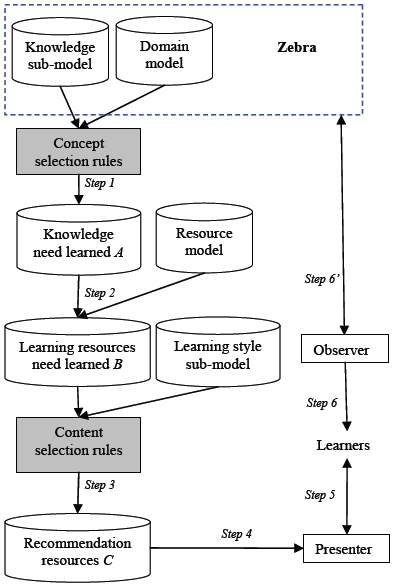 Knowledge
sub-model
Domain
model
Zebra
Concept
selection rules
Step 1
Knowledge
need learned A
Resource
model
Step 2
Step 6’
Learning resources
need learned B
Learning style
sub-model
Observer
Step 6
Content
selection rules
Learners
Step 3
Step 5
Recommendation
resources C
Step 4
Presenter